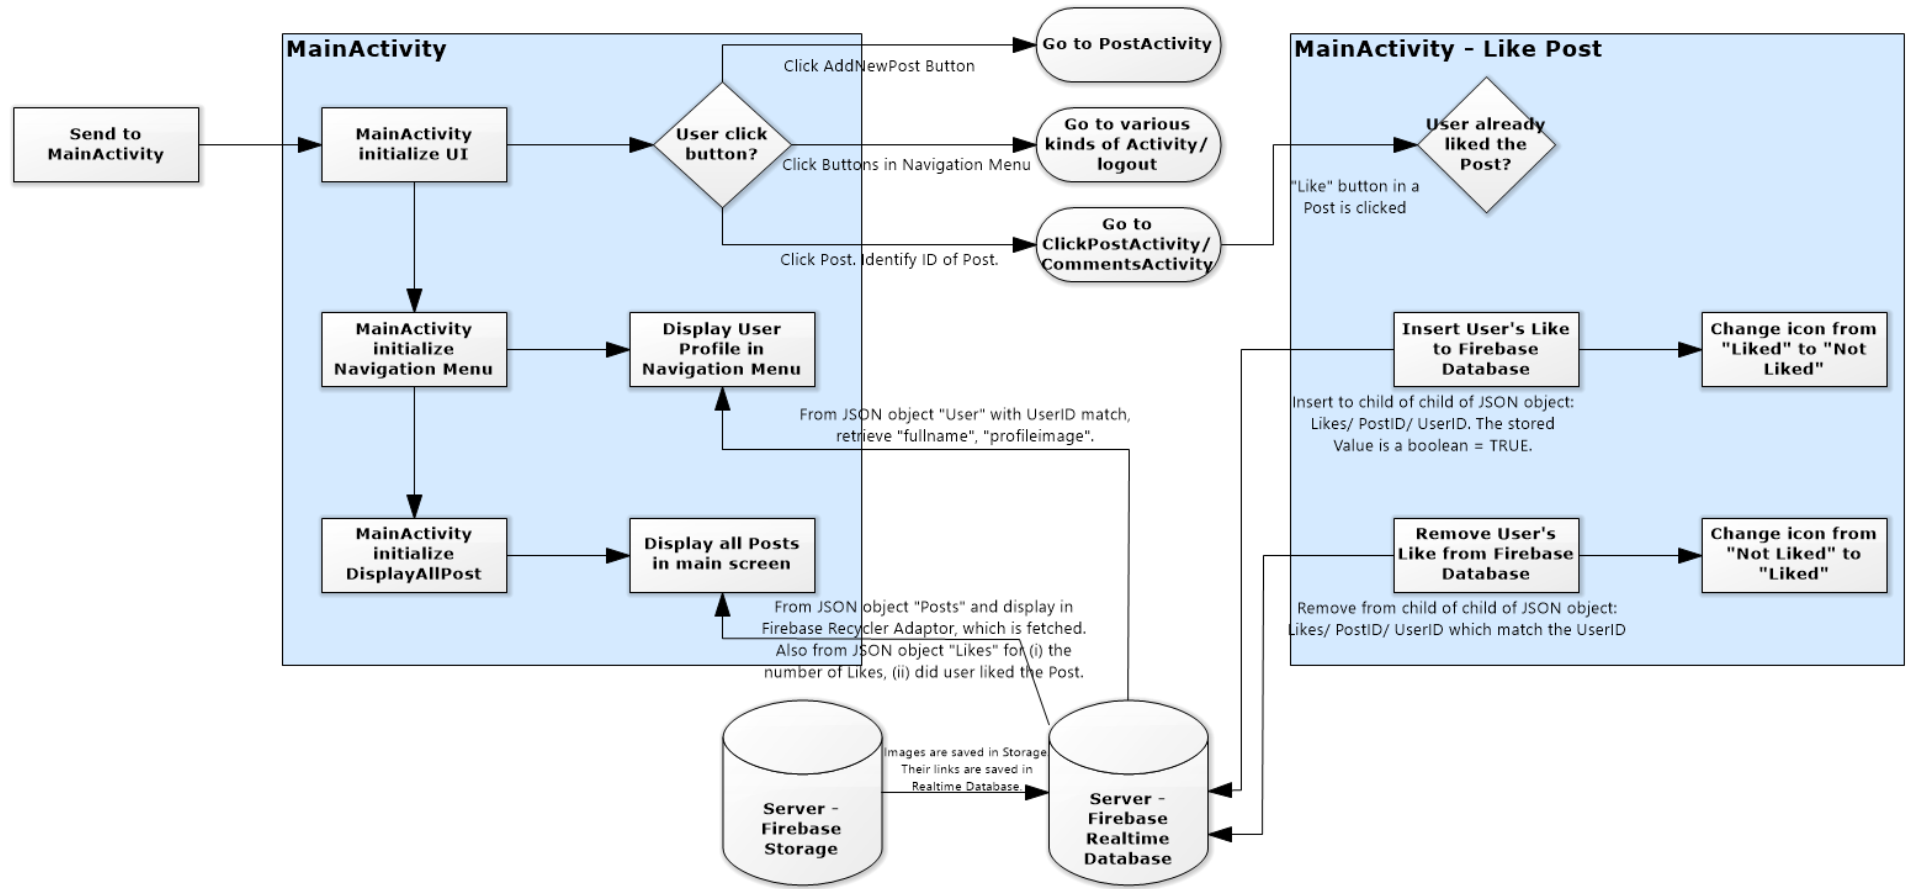 MainActivity
MainActivity - Like Post
Go to PostActivity
Click AddNewPost Button
Send to
MainActivity
MainActivity
initialize UI
User click
button?
Go to various
kinds of Activity/
logout
Click Buttons in Navigation Menu
User already
liked the
Post?
"Like" button in a
Post is clicked
Go to
ClickPostActivity/
CommentsActivity
Click Post. Identify ID of Post.
MainActivity
initialize
Navigation Menu
Display User
Profile in
Navigation Menu
Insert User's Like
to Firebase
Database
Change icon from
"Liked" to "Not
Liked"
From JSON object "User" with UserID match,
retrieve "fullname", "profileimage".
Insert to child of child of JSON object:
Likes/ PostID/ UserID. The stored
Value is a boolean = TRUE.
MainActivity
initialize
DisplayAllPost
Display all Posts
in main screen
Remove User's
Like from Firebase
Database
Change icon from
"Not Liked" to
"Liked"
From JSON object "Posts" and display in
Firebase Recycler Adaptor, which is fetched.
Also from JSON object "Likes" for (i) the
number of Likes, (ii) did user liked the Post.
Remove from child of child of JSON object:
Likes/ PostID/ UserID which match the UserID
Images are saved in Storage
Their links are saved in
Realtime Database.
Server -
Firebase
Storage
Server -
Firebase
Realtime
Database